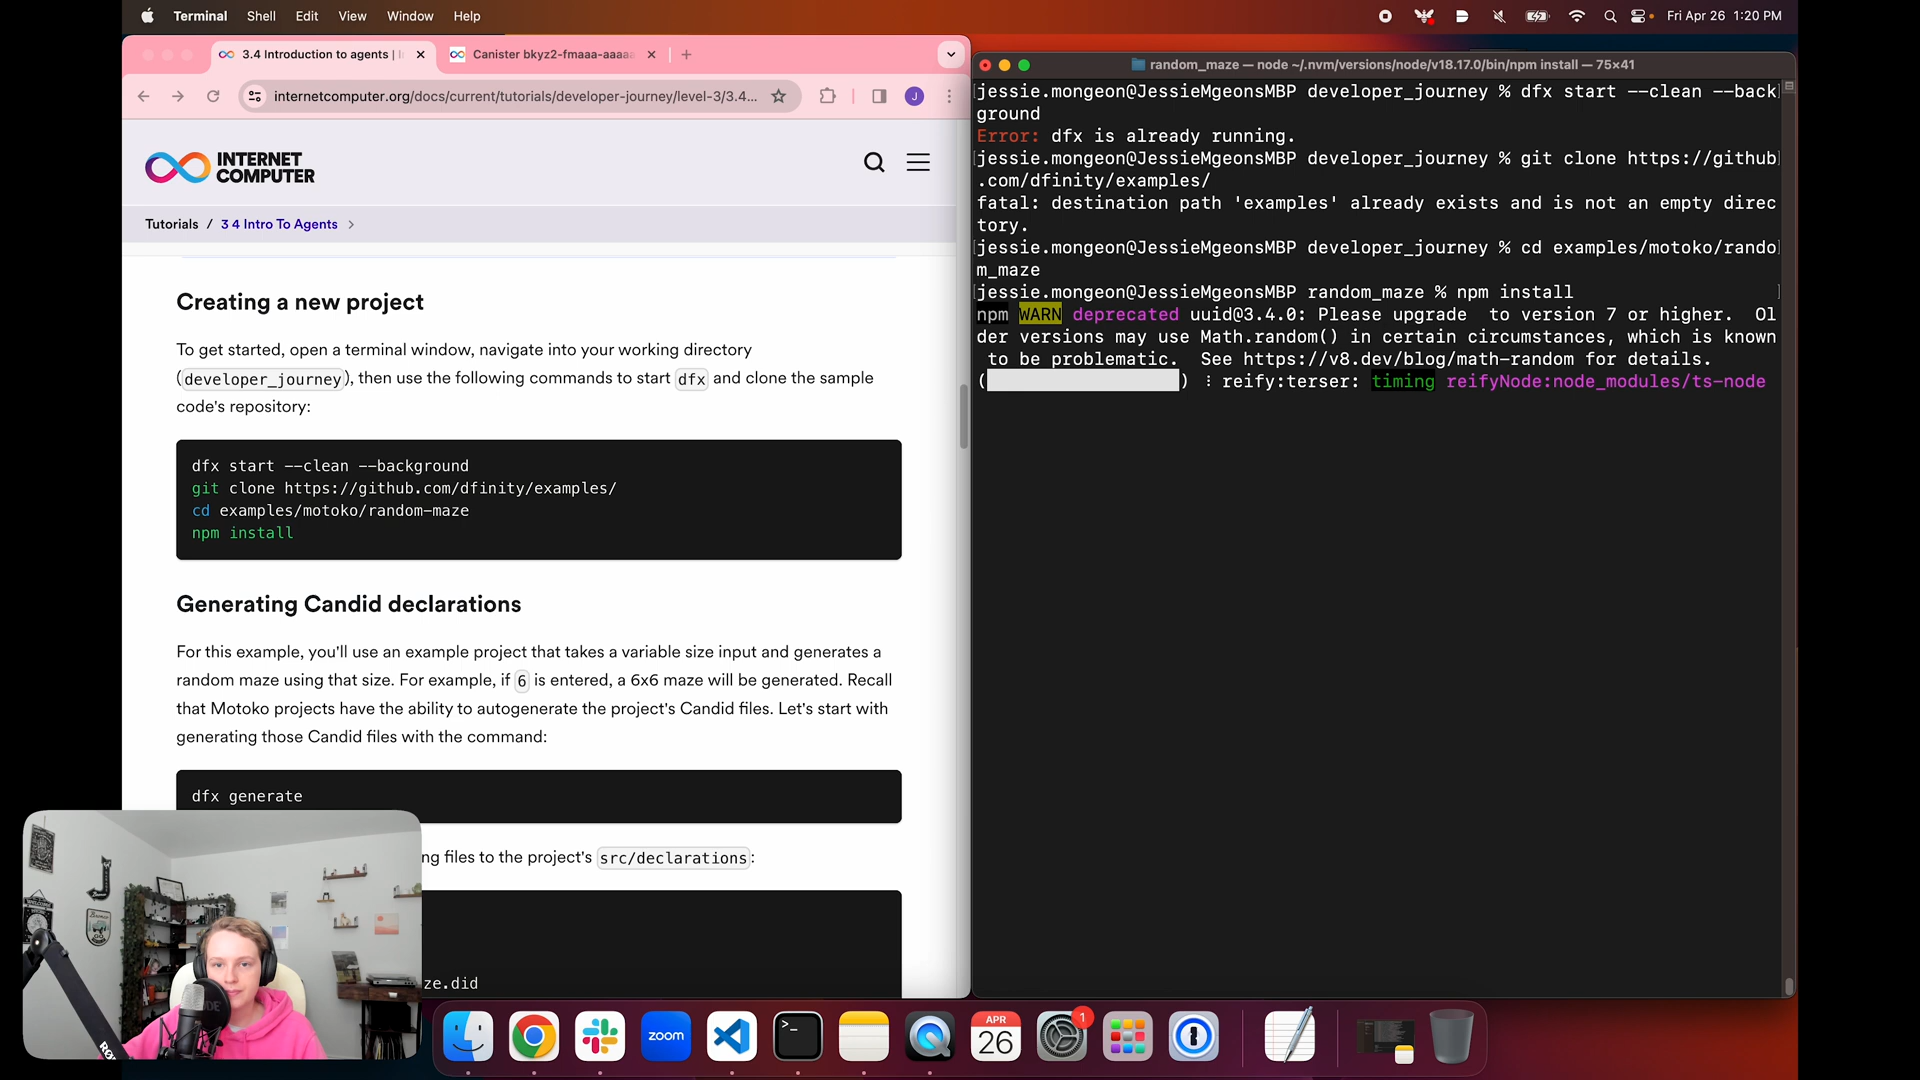 Terminal Shell Edit View Window Help
Fri Apr 26 1:20 PM
3.4 Introduction to agents |
Canister bkyz2-fmaaa-aaaaa
internetcomputer.org/docs/current/tutorials/developer-journey/level-3/3.4...
J
INTERNET
COMPUTER
Tutorials / 3 4 Intro To Agents >
Creating a new project
To get started, open a terminal window, navigate into your working directory
(developer_journey), then use the following commands to start dfx and clone the sample
code's repository:
dfx start --clean --background
git clone https://github.com/dfinity/examples/
cd examples/motoko/random-maze
npm install
Generating Candid declarations
For this example, you'll use an example project that takes a variable size input and generates a
random maze using that size. For example, if 6 is entered, a 6x6 maze will be generated. Recall
that Motoko projects have the ability to autogenerate the project's Candid files. Let's start with
generating those Candid files with the command:
dfx generate
ng files to the project's src/declarations:
ze.did
random_maze — node ~/.nvm/versions/node/v18.17.0/bin/npm install — 75×41
[jessie.mongeon@JessieMgeonsMBP developer_journey % dfx start --clean --back]
ground
Error: dfx is already running.
[jessie.mongeon@JessieMgeonsMBP developer_journey % git clone https://github]
.com/dfinity/examples/
fatal: destination path 'examples' already exists and is not an empty direc
tory.
[jessie.mongeon@JessieMgeonsMBP developer_journey % cd examples/motoko/rando]
m_maze
[jessie.mongeon@JessieMgeonsMBP random_maze % npm install ]
npm WARN deprecated uuid@3.4.0: Please upgrade  to version 7 or higher.  Ol
der versions may use Math.random() in certain circumstances, which is known
 to be problematic.  See https://v8.dev/blog/math-random for details.
( ) ⠸ reify:terser: timing reifyNode:node_modules/ts-node
J
zoom
>_
APR
26
1